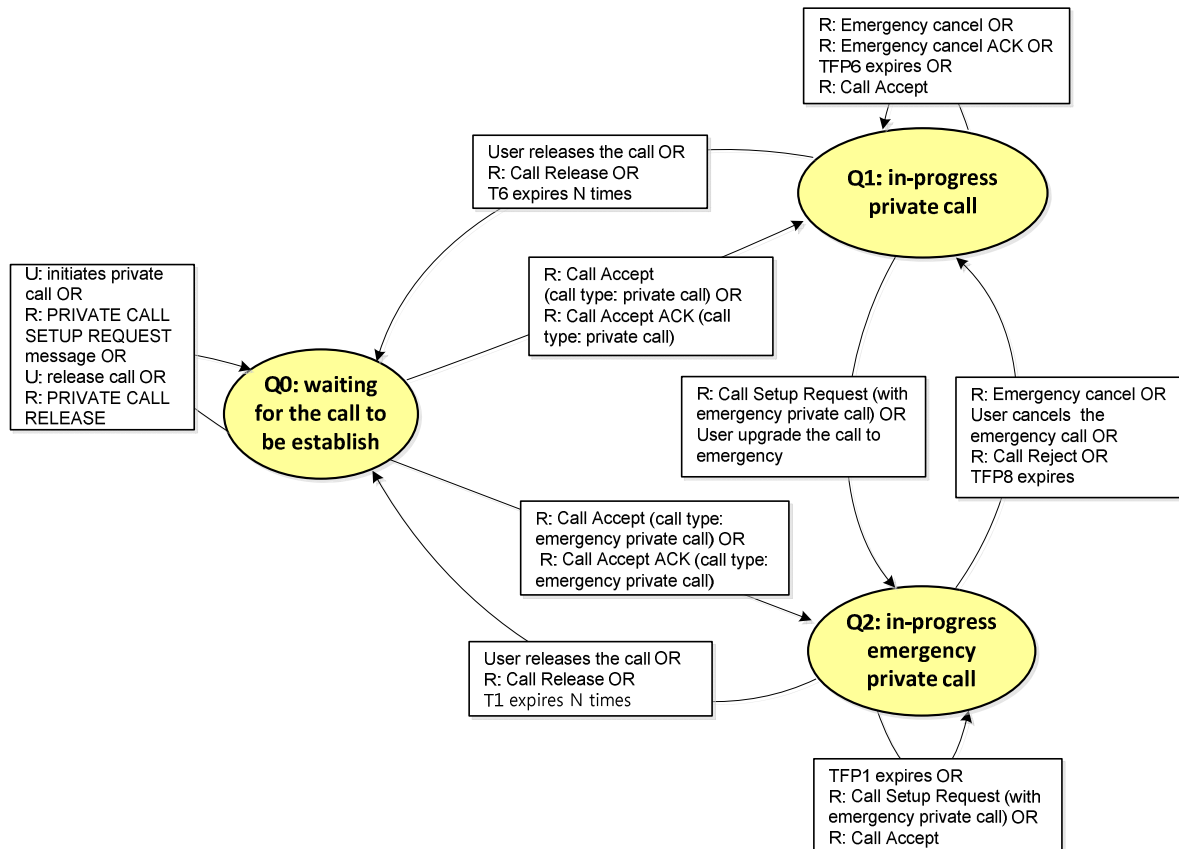 R: Emergency cancel OR
R: Emergency cancel ACK OR
TFP6 expires OR
R: Call Accept
User releases the call OR
R: Call Release OR
T6 expires N times
Q1: in-progress
private call
U: initiates private
call OR
R: PRIVATE CALL
SETUP REQUEST
message OR
U: release call OR
R: PRIVATE CALL
RELEASE
R: Call Accept
(call type: private call) OR
R: Call Accept ACK (call
type: private call)
Q0: waiting
for the call to
be establish
R: Call Setup Request (with
emergency private call) OR
User upgrade the call to
emergency
R: Emergency cancel OR
User cancels the
emergency call OR
R: Call Reject OR
TFP8 expires
R: Call Accept (call type:
emergency private call) OR
R: Call Accept ACK (call type:
emergency private call)
Q2: in-progress
emergency
private call
User releases the call OR
R: Call Release OR
T1 expires N times
TFP1 expires OR
R: Call Setup Request (with
emergency private call) OR
R: Call Accept